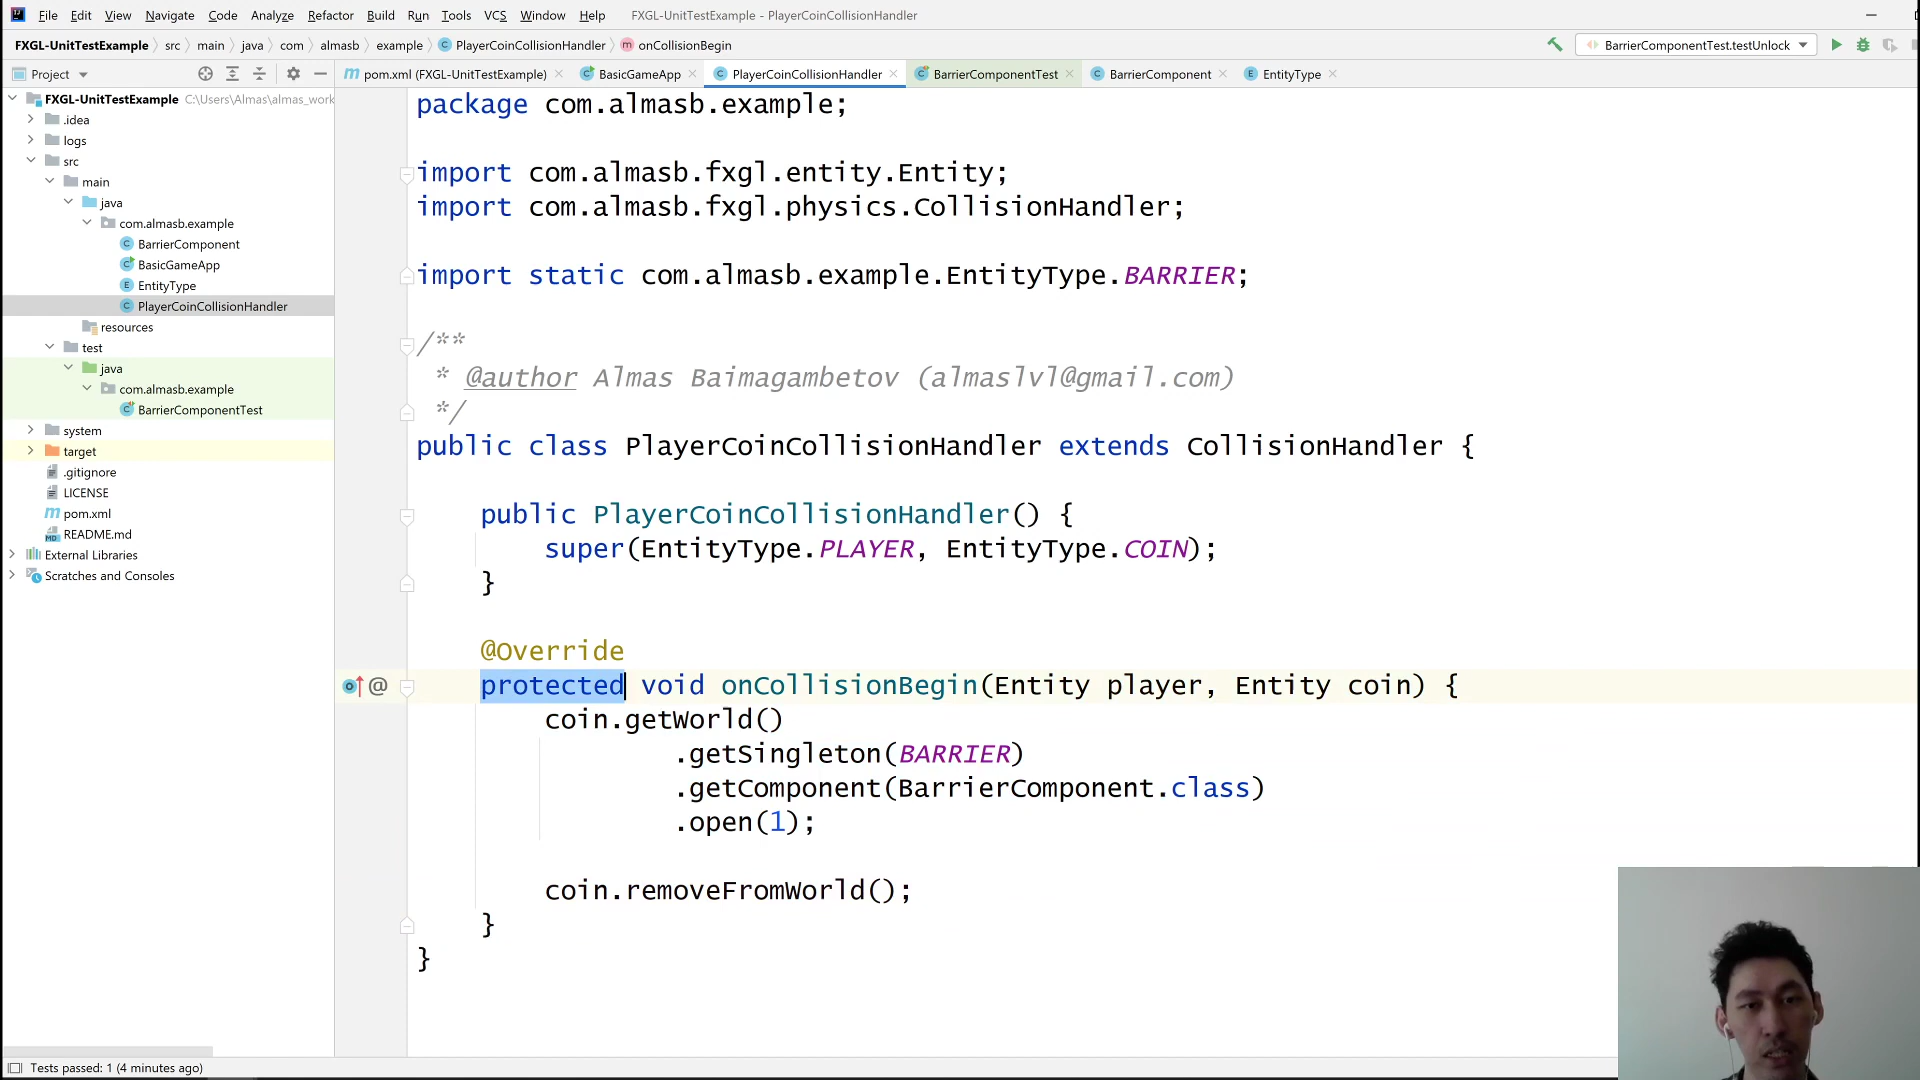 File Edit View Navigate Code Analyze Refactor Build Run Tools VCS Window Help FXGL-UnitTestExample - PlayerCoinCollisionHandler
FXGL-UnitTestExample src main java com almasb example PlayerCoinCollisionHandler onCollisionBegin BarrierComponentTest.testUnlock
Project pom.xml (FXGL-UnitTestExample) BasicGameApp PlayerCoinCollisionHandler BarrierComponentTest BarrierComponent EntityType
FXGL-UnitTestExample C:\Users\Almas\almas_work
.idea
logs
src
main
java
com.almasb.example
BarrierComponent
BasicGameApp
EntityType
PlayerCoinCollisionHandler
resources
test
java
com.almasb.example
BarrierComponentTest
system
target
.gitignore
LICENSE
pom.xml
README.md
External Libraries
Scratches and Consoles
package com.almasb.example;
import com.almasb.fxgl.entity.Entity;
import com.almasb.fxgl.physics.CollisionHandler;
import static com.almasb.example.EntityType.BARRIER;
/**
* @author Almas Baimagambetov (almaslvl@gmail.com)
*/
public class PlayerCoinCollisionHandler extends CollisionHandler {
public PlayerCoinCollisionHandler() {
super(EntityType.PLAYER, EntityType.COIN);
}
@Override
protected void onCollisionBegin(Entity player, Entity coin) {
coin.getWorld()
.getSingleton(BARRIER)
.getComponent(BarrierComponent.class)
.open(1);
coin.removeFromWorld();
}
}
Tests passed: 1 (4 minutes ago)